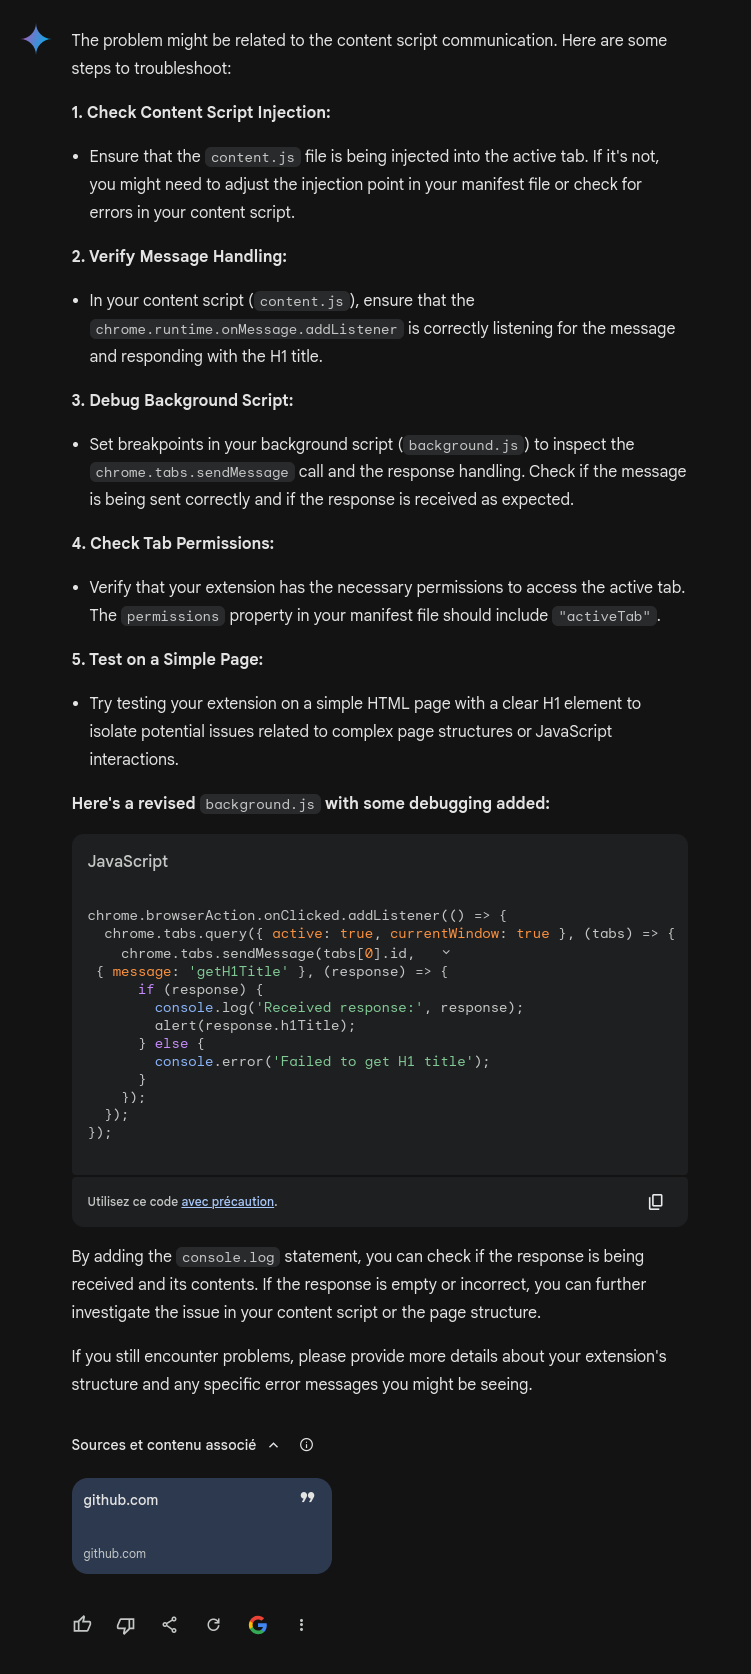 The problem might be related to the content script communication. Here are some
steps to troubleshoot:
1. Check Content Script Injection:
• Ensure that the content.js file is being injected into the active tab. If it's not,
you might need to adjust the injection point in your manifest file or check for
errors in your content script.
2. Verify Message Handling:
• In your content script (content.js), ensure that the
chrome.runtime.onMessage.addListener is correctly listening for the message
and responding with the H1 title.
3. Debug Background Script:
• Set breakpoints in your background script (background.js) to inspect the
chrome.tabs.sendMessage call and the response handling. Check if the message
is being sent correctly and if the response is received as expected.
4. Check Tab Permissions:
• Verify that your extension has the necessary permissions to access the active tab.
The permissions property in your manifest file should include "activeTab".
5. Test on a Simple Page:
• Try testing your extension on a simple HTML page with a clear H1 element to
isolate potential issues related to complex page structures or JavaScript
interactions.
Here's a revised background.js with some debugging added:
JavaScript
chrome.browserAction.onClicked.addListener(() => {
  chrome.tabs.query({ active: true, currentWindow: true }, (tabs) => {
    chrome.tabs.sendMessage(tabs[0].id,
 { message: 'getH1Title' }, (response) => {
      if (response) {
        console.log('Received response:', response);
        alert(response.h1Title);
      } else {
        console.error('Failed to get H1 title');
      }
    });
  });
});
Utilisez ce code avec précaution.
By adding the console.log statement, you can check if the response is being
received and its contents. If the response is empty or incorrect, you can further
investigate the issue in your content script or the page structure.
If you still encounter problems, please provide more details about your extension's
structure and any specific error messages you might be seeing.
Sources et contenu associé
github.com
github.com